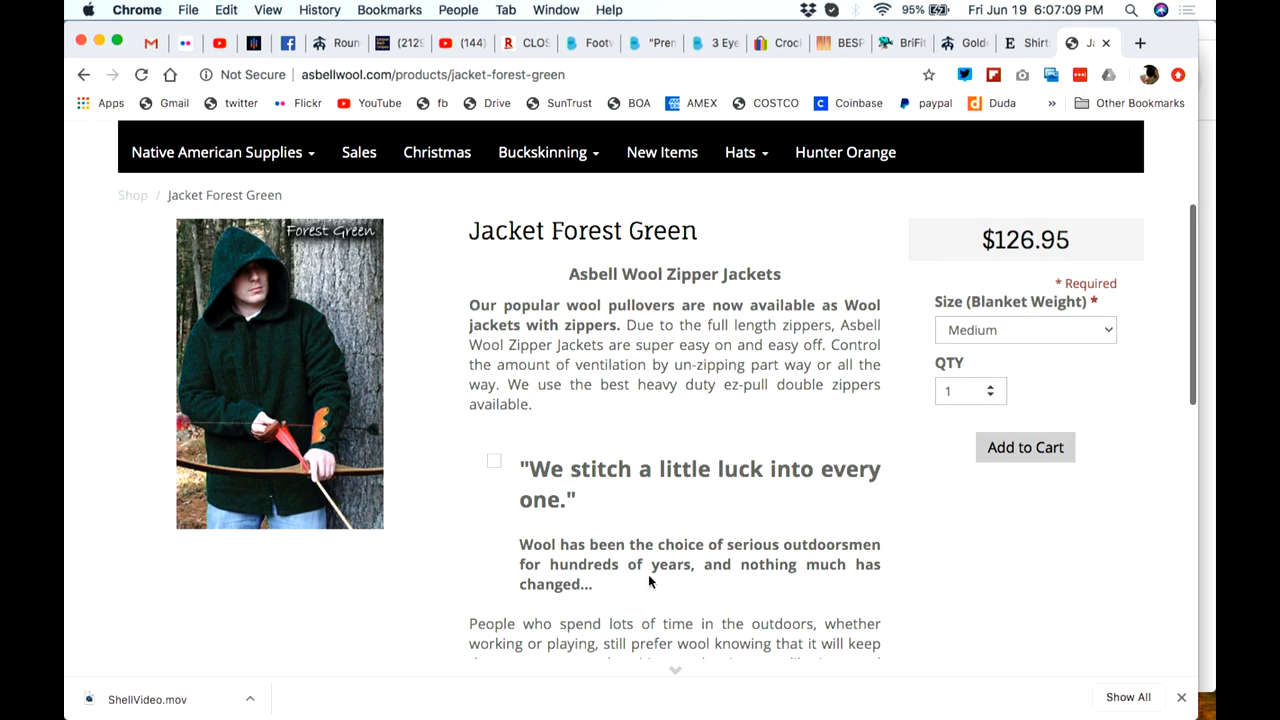 Chrome File Edit View History Bookmarks People Tab Window Help 95% Fri Jun 19 6:07:09 PM
Roun (2129 (144) CLOS Footv "Pren 3 Eye Croc BESP BriFit Gold Shirt Ja
Not Secure asbellwool.com/products/jacket-forest-green
Apps Gmail twitter Flickr YouTube fb Drive SunTrust BOA AMEX COSTCO Coinbase paypal Duda » Other Bookmarks
Native American Supplies Sales Christmas Buckskinning New Items Hats Hunter Orange
Shop / Jacket Forest Green
Forest Green
Jacket Forest Green
Asbell Wool Zipper Jackets
Our popular wool pullovers are now available as Wool
jackets with zippers. Due to the full length zippers, Asbell
Wool Zipper Jackets are super easy on and easy off. Control
the amount of ventilation by un-zipping part way or all the
way. We use the best heavy duty ez-pull double zippers
available.
"We stitch a little luck into every
one."
Wool has been the choice of serious outdoorsmen
for hundreds of years, and nothing much has
changed...
People who spend lots of time in the outdoors, whether
working or playing, still prefer wool knowing that it will keep
$126.95
* Required
Size (Blanket Weight) *
Medium
QTY
1
Add to Cart
ShellVideo.mov
Show All